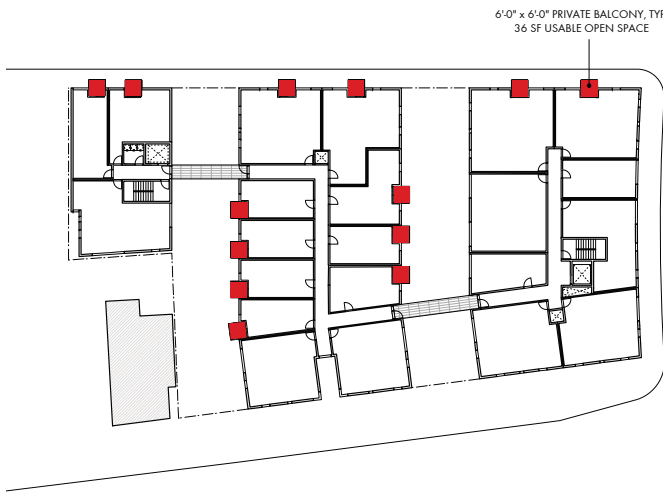 6'-0" x 6'-0" PRIVATE BALCONY, TYP
36 SF USABLE OPEN SPACE